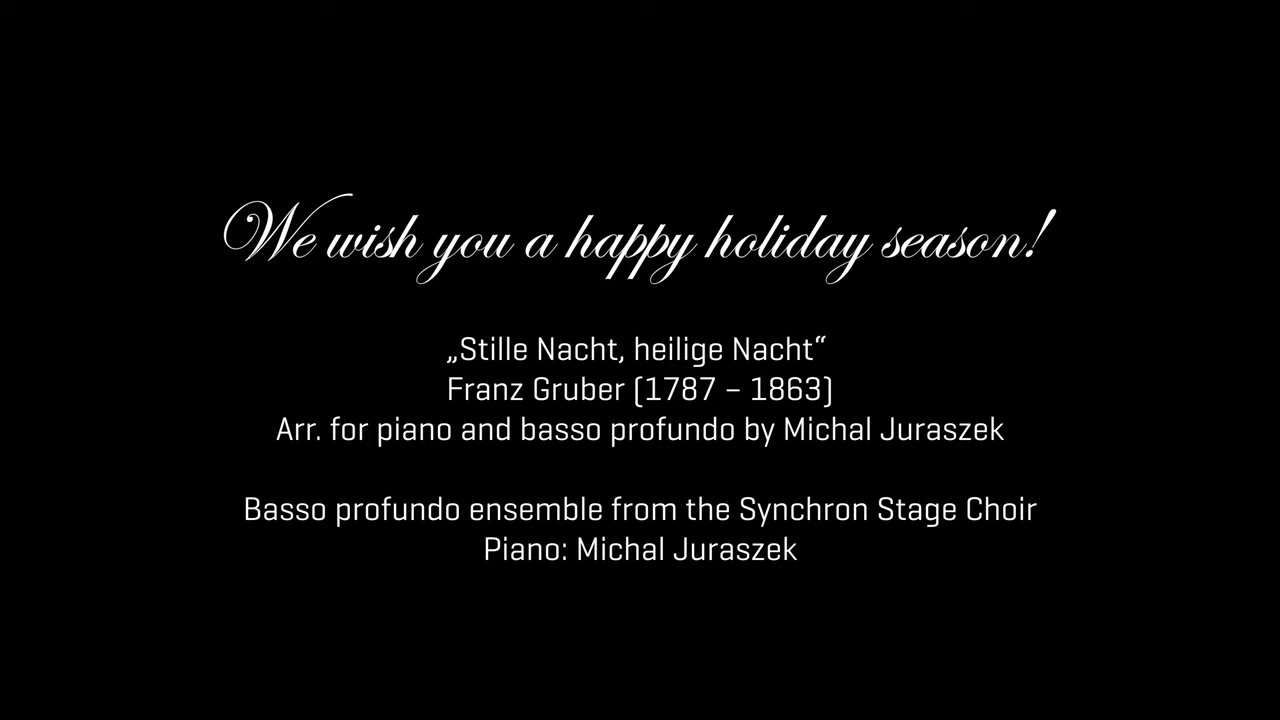 We wish you a happy holiday season!
„Stille Nacht, heilige Nacht“
Franz Gruber (1787 – 1863)
Arr. for piano and basso profundo by Michal Juraszek
Basso profundo ensemble from the Synchron Stage Choir
Piano: Michal Juraszek